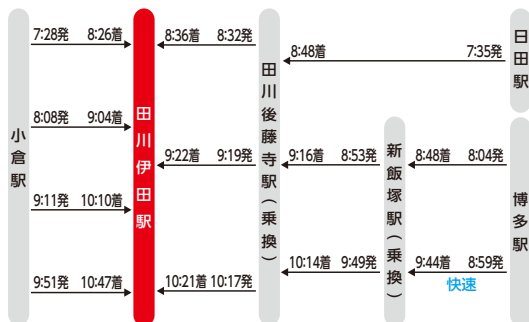 小倉駅
7:28発 8:26着
8:08発 9:04着
9:11発 10:10着
9:51発 10:47着
田川伊田駅
8:36着 8:32発
9:22着 9:19発
10:21着 10:17発
田川後藤寺駅(乗換)
8:48着 7:35発
9:16着 8:53発
10:14着 9:49発
新飯塚駅(乗換)
8:48着 8:04発
9:44着 8:59発
快速
日田駅
博多駅